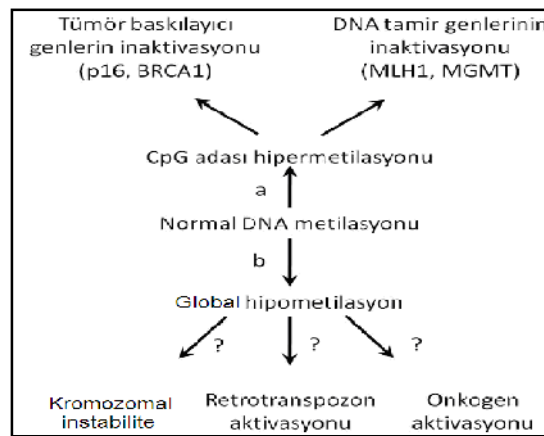 Tümör baskılayıcı
genlerin inaktivasyonu
(p16, BRCA1)
DNA tamir genlerinin
inaktivasyonu
(MLH1, MGMT)
CpG adası hipermetilasyonu
a
Normal DNA metilasyonu
b
Global hipometilasyon
? ? ?
Kromozomal
instabilite
Retrotranspozon
aktivasyonu
Onkogen
aktivasyonu